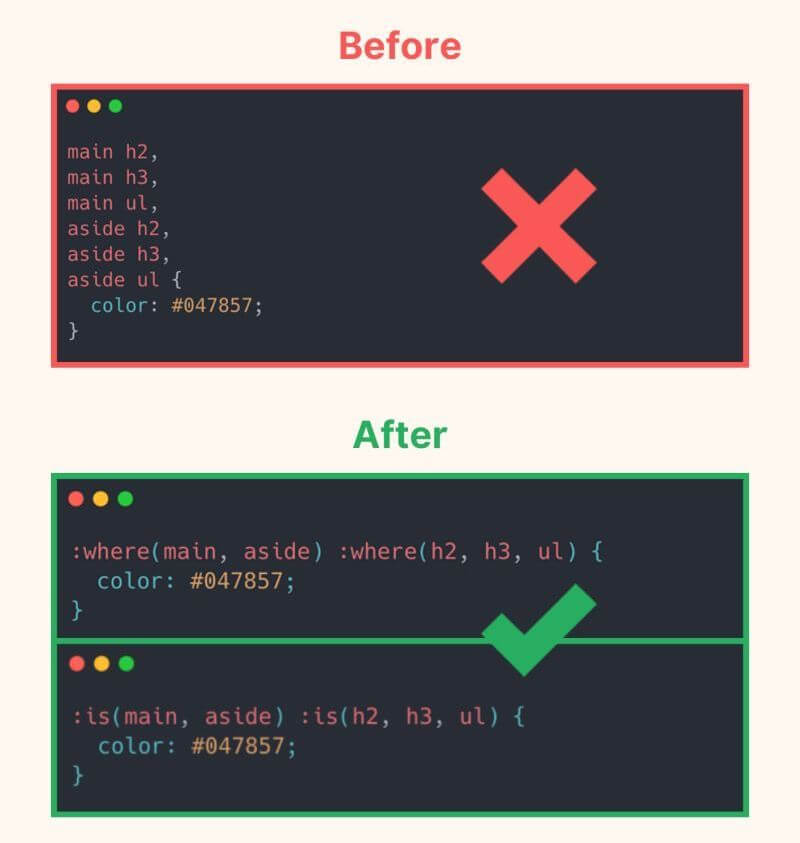 Before
main h2,
main h3,
main ul,
aside h2,
aside h3,
aside ul {
  color: #047857;
}
After
:where(main, aside) :where(h2, h3, ul) {
  color: #047857;
}
:is(main, aside) :is(h2, h3, ul) {
  color: #047857;
}